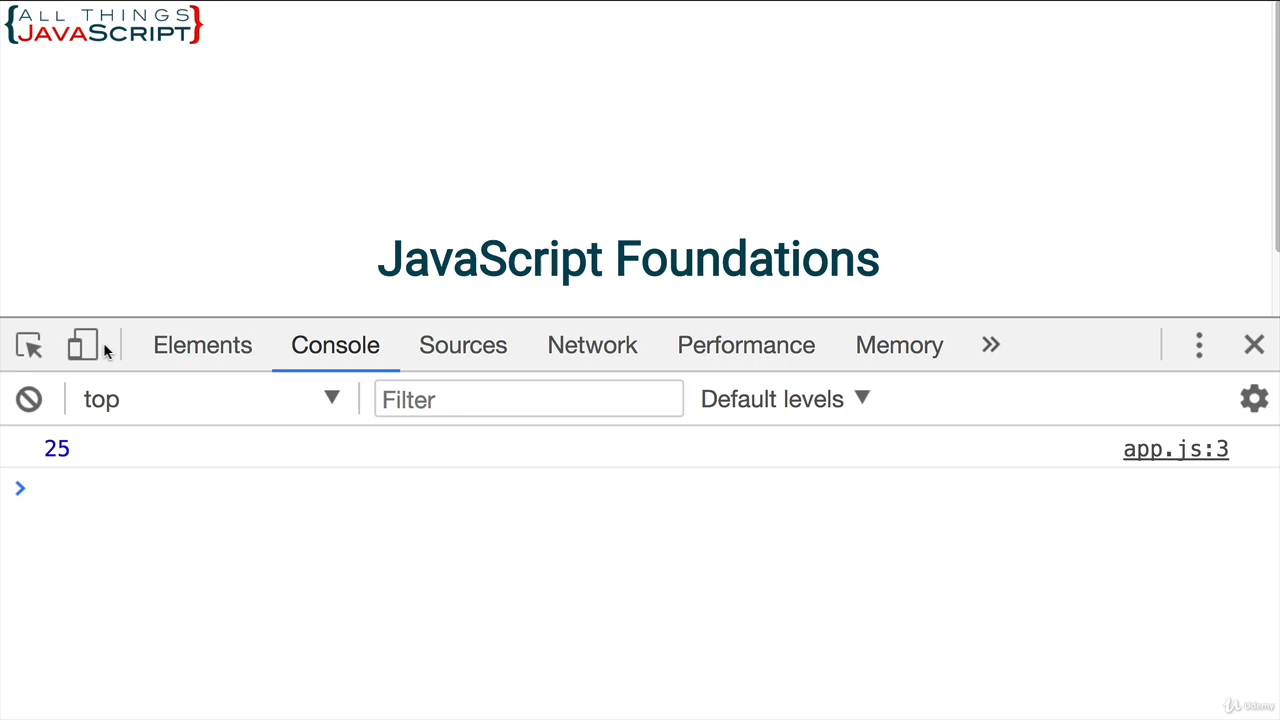 {ALL THINGS
JAVASCRIPT}
JavaScript Foundations
Elements Console Sources Network Performance Memory »
top ▼ Filter Default levels ▼
25 app.js:3
>
Udemy